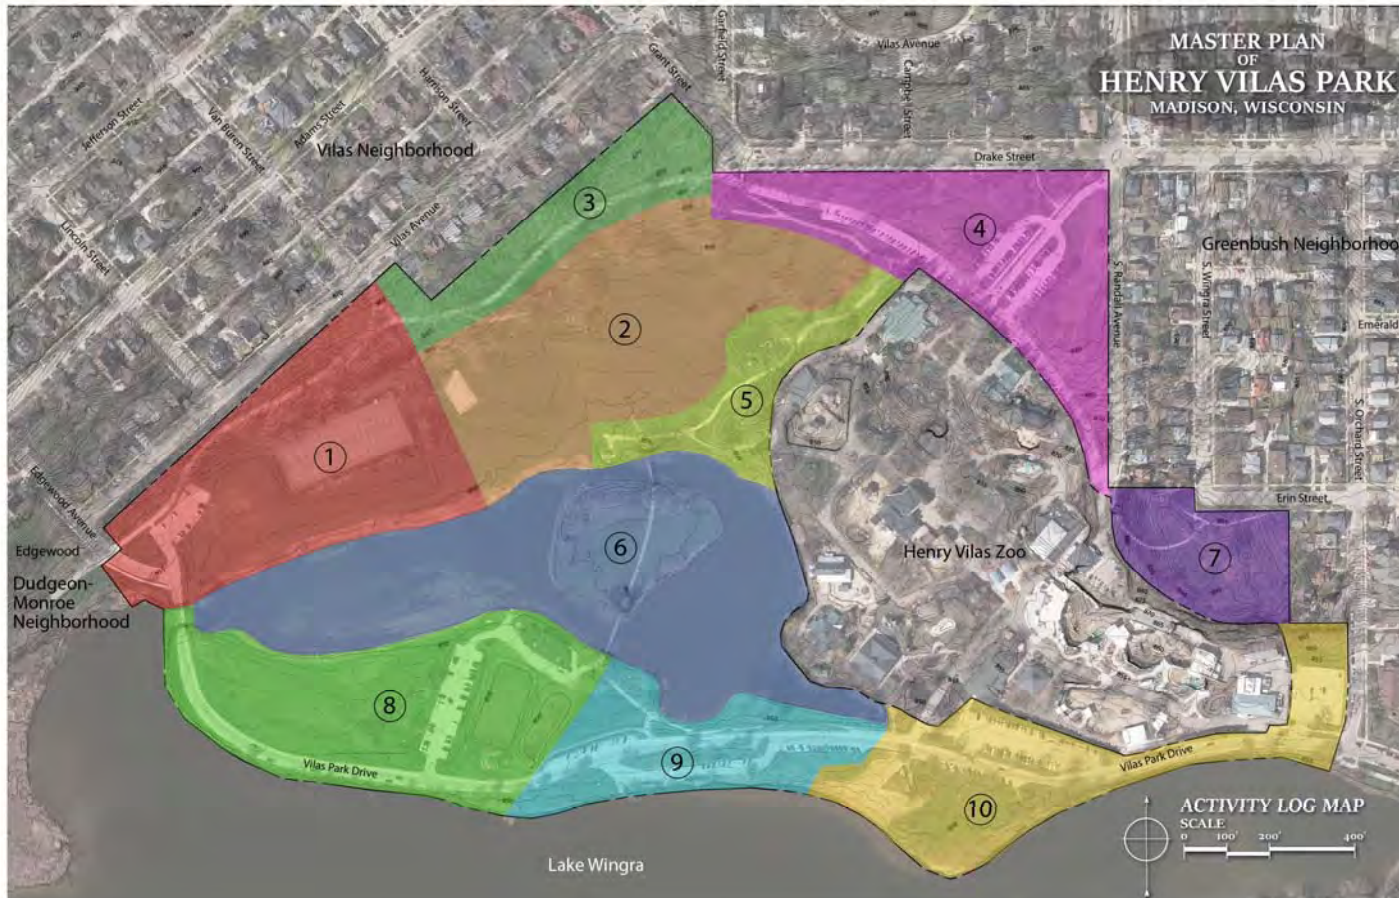 MASTER PLAN
OF
HENRY VILAS PARK
MADISON, WISCONSIN
Vilas Avenue
Campbell Street
Garfield Street
Grant Street
Harrison Street
Adams Street
Van Buren Street
Jefferson Street
Lincoln Street
Vilas Neighborhood
Vilas Avenue
Drake Street
Greenbush Neighborhoo
S. Randall Avenue
S. Wingra Street
S. Orchard Street
Emerald
Erin Street
Edgewood Avenue
Edgewood
Dudgeon-
Monroe
Neighborhood
3
4
2
5
1
6
Henry Vilas Zoo
7
8
9
10
Vilas Park Drive
Vilas Park Drive
Lake Wingra
ACTIVITY LOG MAP
SCALE
0 100' 200' 400'